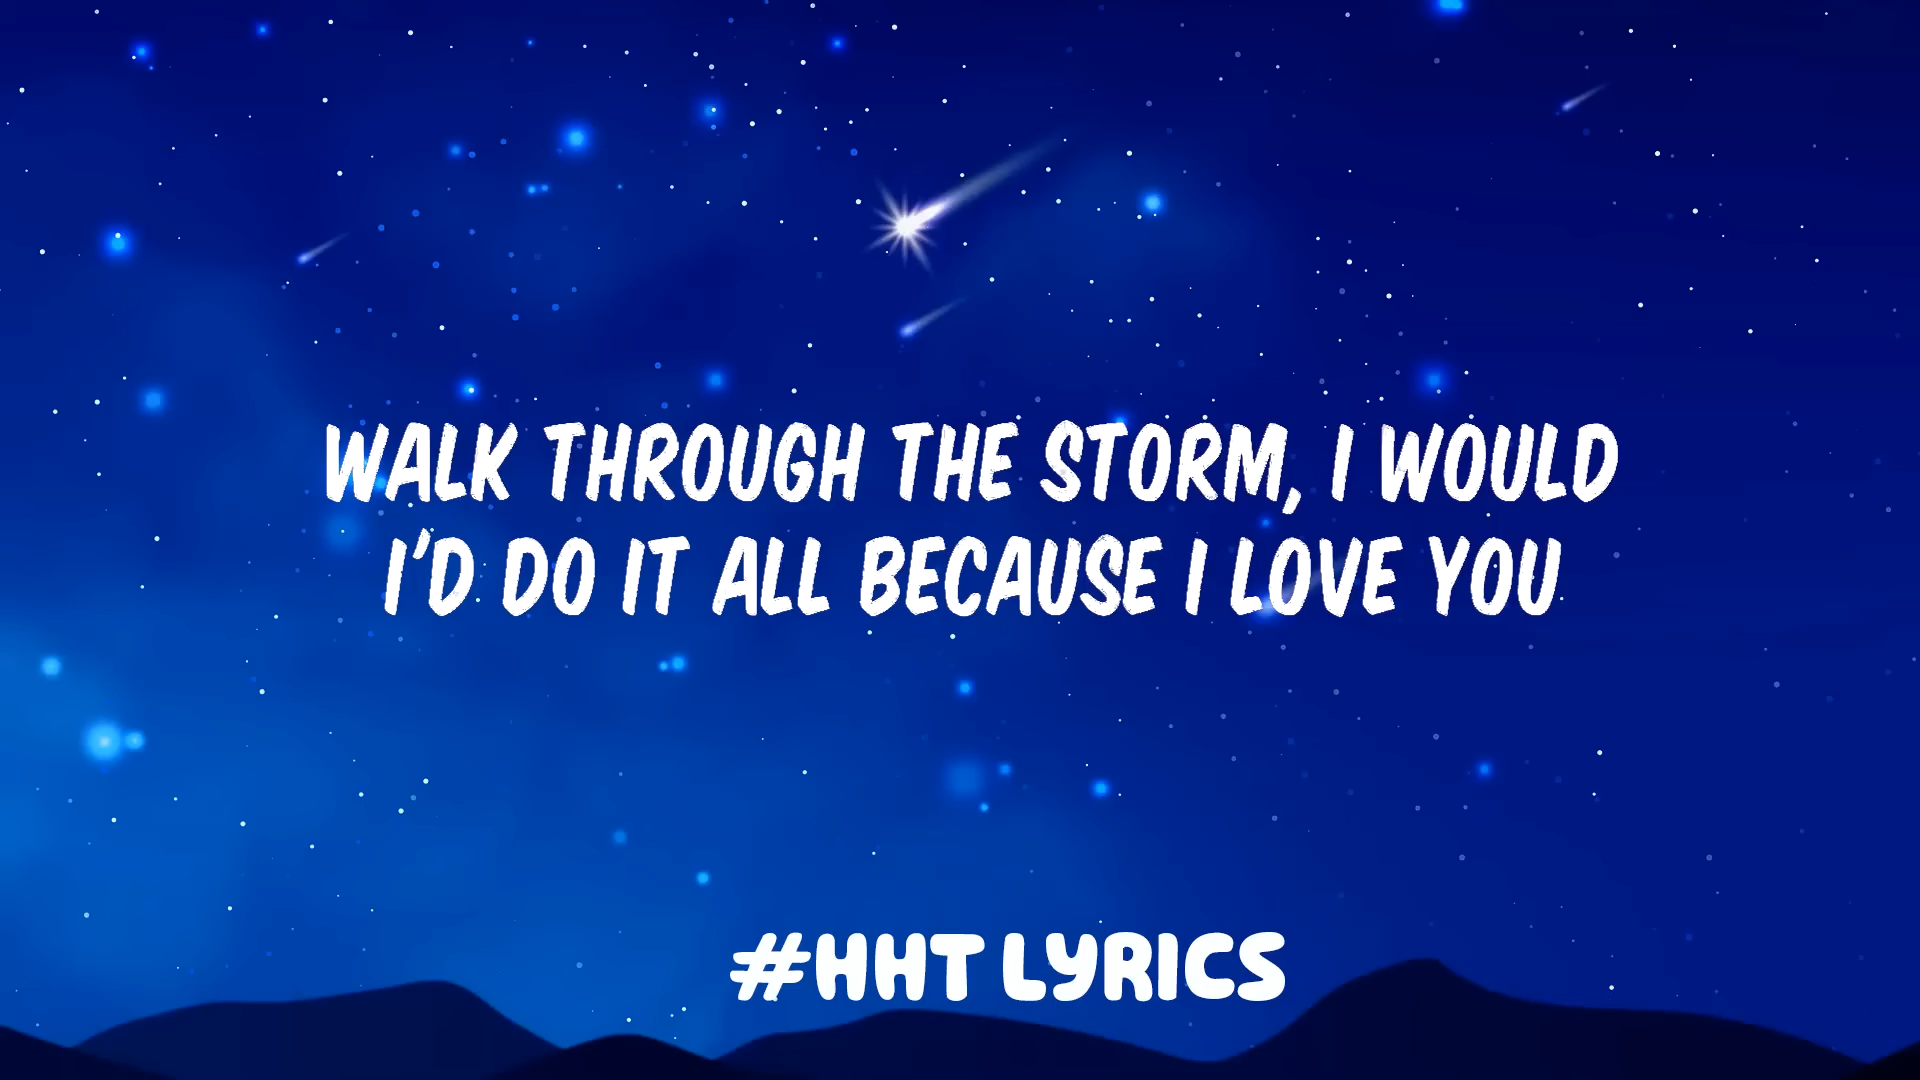 WALK THROUGH THE STORM, I WOULD
I'D DO IT ALL BECAUSE I LOVE YOU
#HHT LYRICS